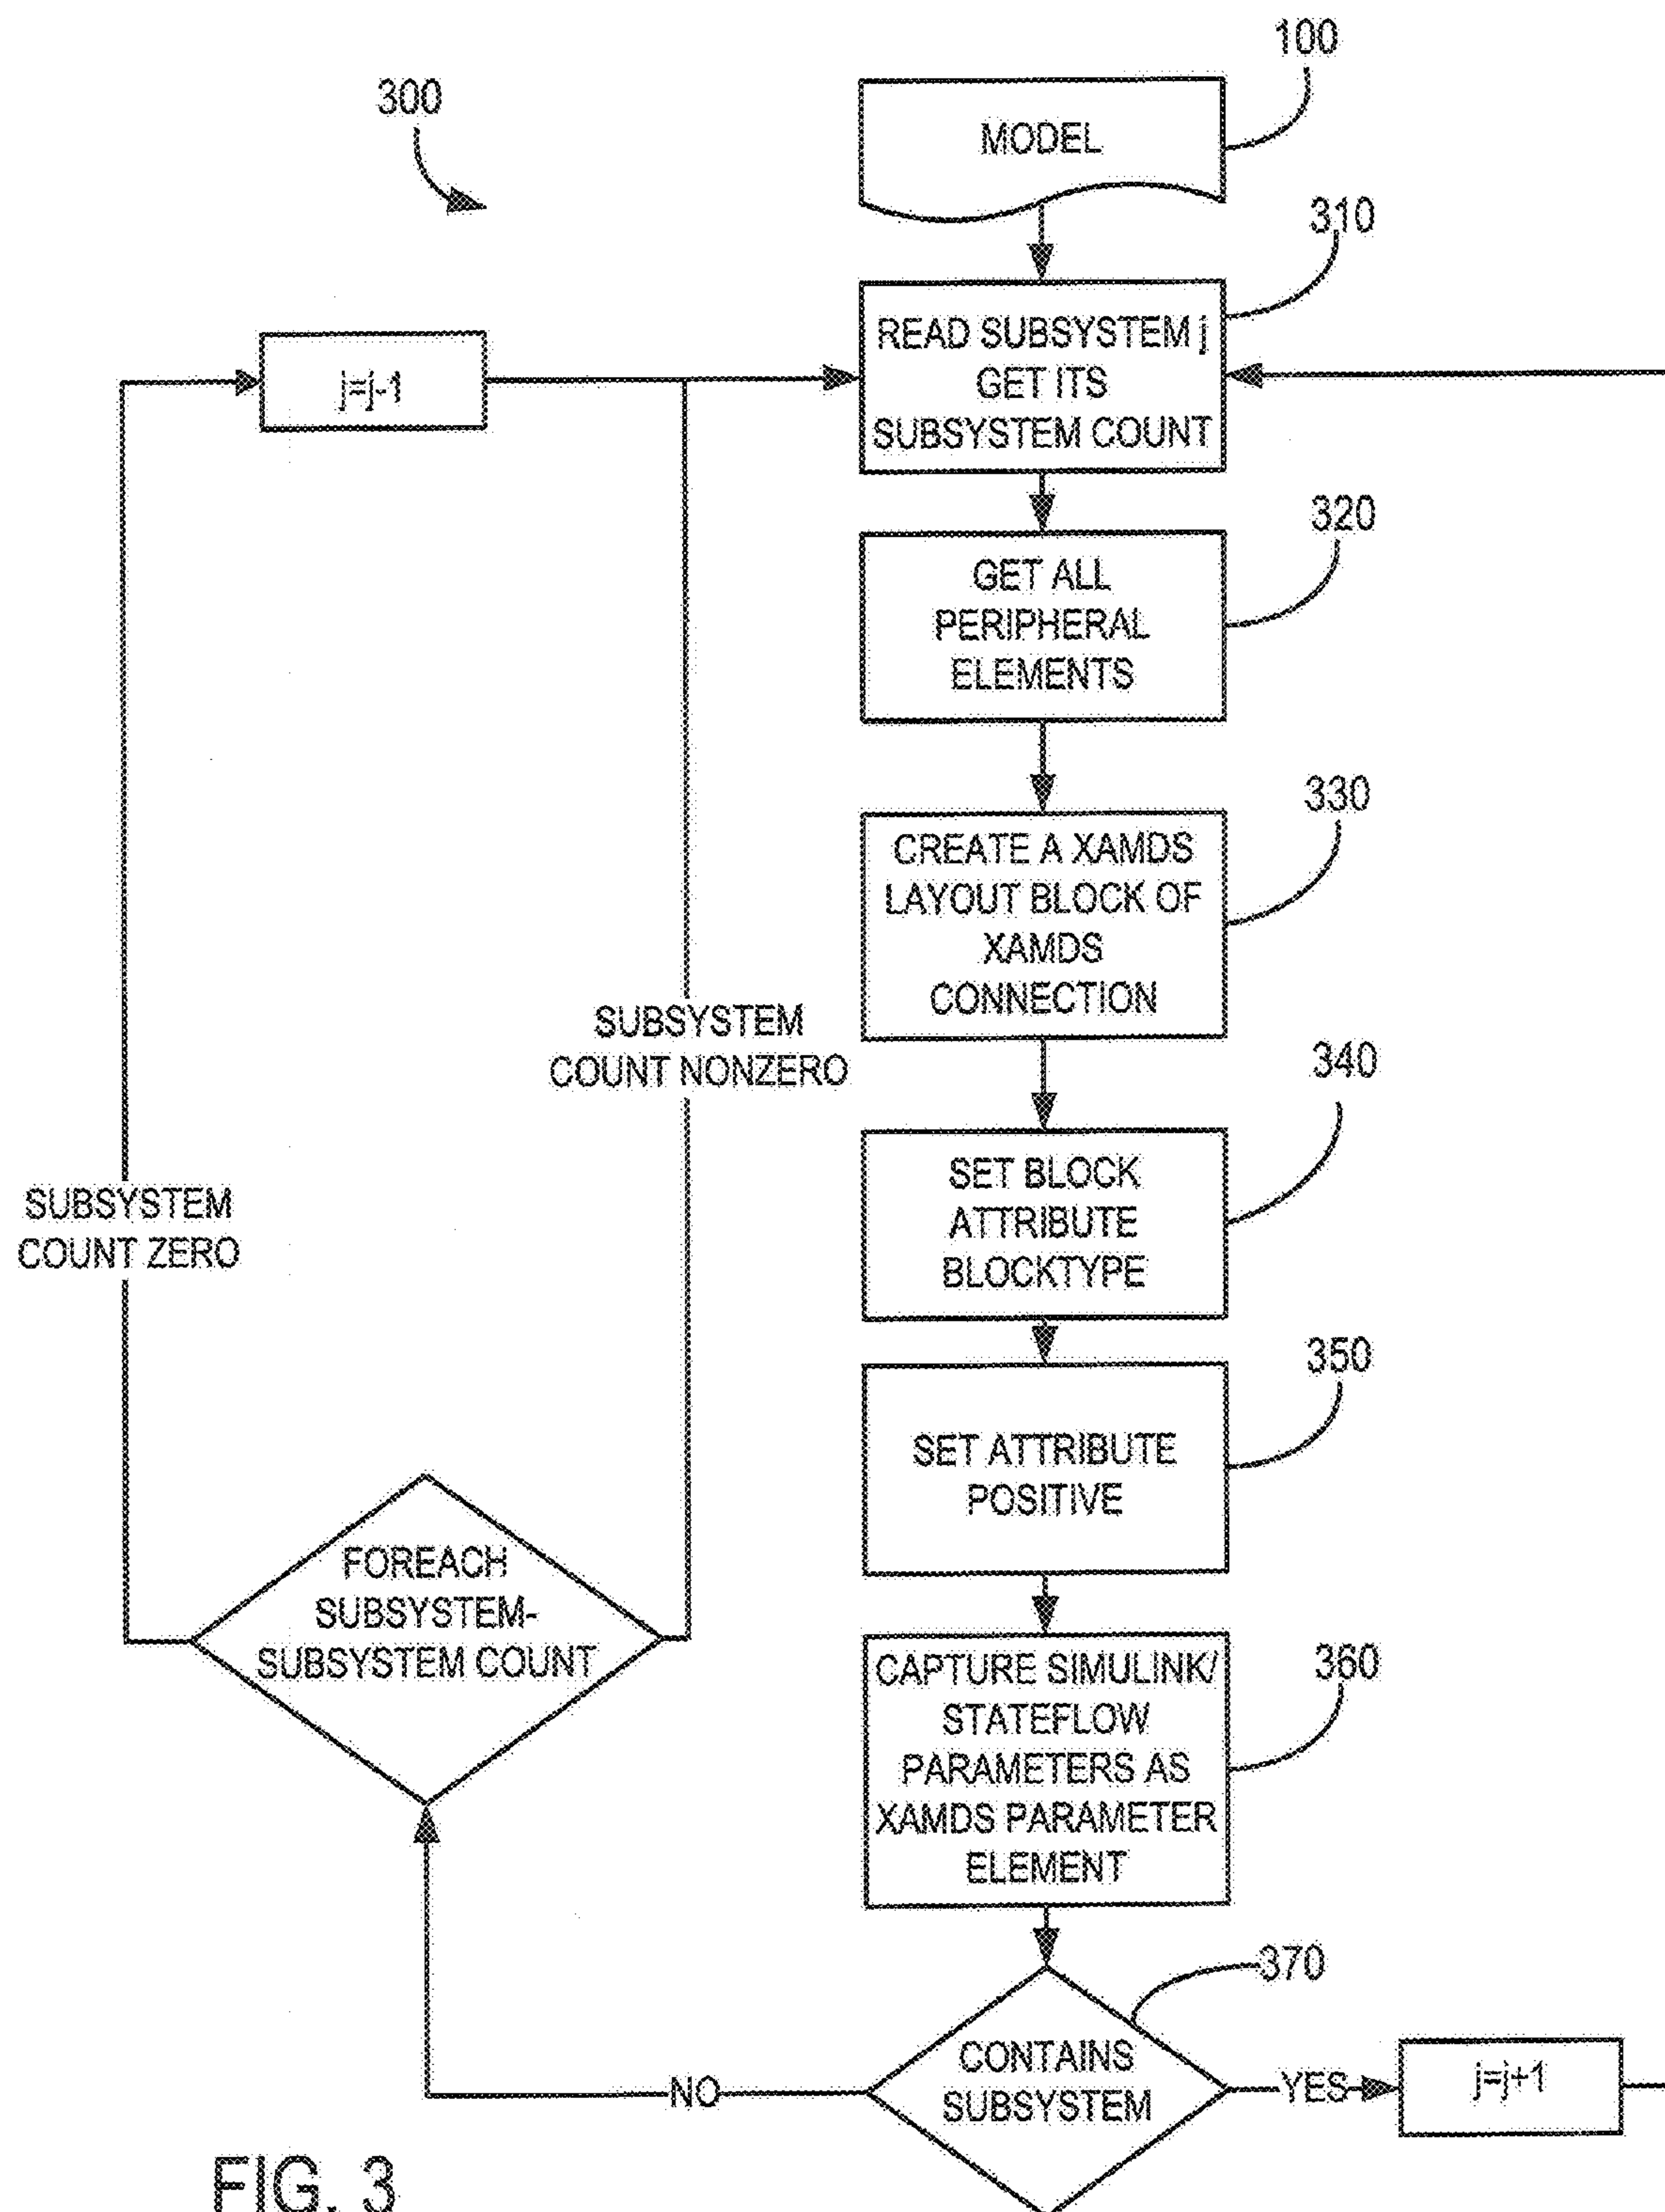 100
300
MODEL
310
READ SUBSYSTEM j
GET ITS
SUBSYSTEM COUNT
j=j-1
320
GET ALL
PERIPHERAL
ELEMENTS
330
CREATE A XAMDS
LAYOUT BLOCK OF
XAMDS
CONNECTION
SUBSYSTEM
COUNT NONZERO
340
SET BLOCK
ATTRIBUTE
BLOCKTYPE
SUBSYSTEM
COUNT ZERO
350
SET ATTRIBUTE
POSITIVE
FOREACH
SUBSYSTEM-
SUBSYSTEM COUNT
360
CAPTURE SIMULINK/
STATEFLOW
PARAMETERS AS
XAMDS PARAMETER
ELEMENT
370
CONTAINS
SUBSYSTEM
NO
YES
j=j+1
FIG. 3